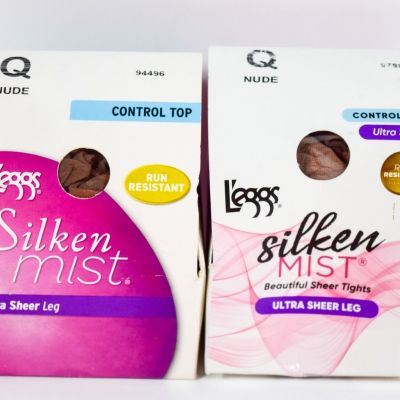 Q
NUDE
94496
CONTROL TOP
RUN
RESISTANT
L'eggs
Silken
mist®
Sheer Leg
Q
NUDE
CONTROL
Ultra
L'eggs
silken
MIST®
Beautiful Sheer Tights
ULTRA SHEER LEG